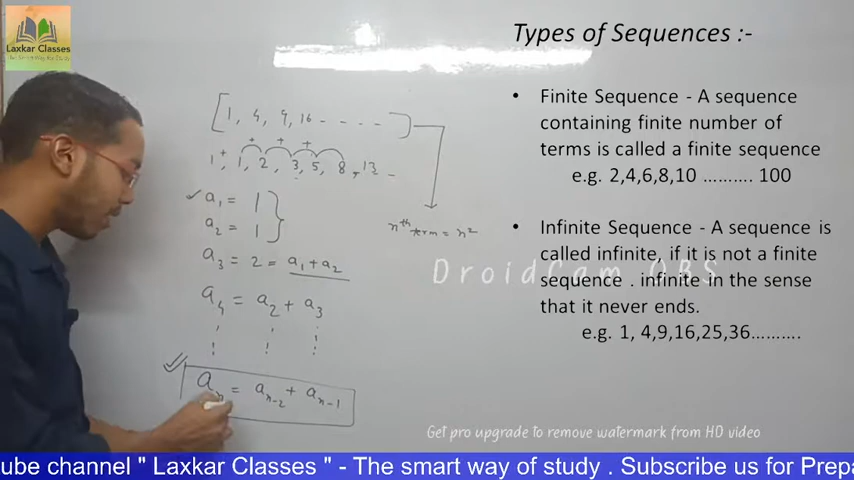 Laxkar Classes
Types of Sequences :-
• Finite Sequence - A sequence
containing finite number of
terms is called a finite sequence
e.g. 2,4,6,8,10 .......... 100
• Infinite Sequence - A sequence is
called infinite, if it is not a finite
sequence . infinite in the sense
that it never ends.
e.g. 1, 4,9,16,25,36..........
[1, 4, 9, 16 - - - - - ]
1, 1, 2, 3, 5, 8, 13 -
✓ a₁ = 1
a₂ = 1
nth term = n²
a₃ = 2 = a₁ + a₂
a₄ = a₂ + a₃
aₙ = aₙ₋₂ + aₙ₋₁
DroidCam OBS
Get pro upgrade to remove watermark from HD video
ube channel " Laxkar Classes " - The smart way of study . Subscribe us for Prepa